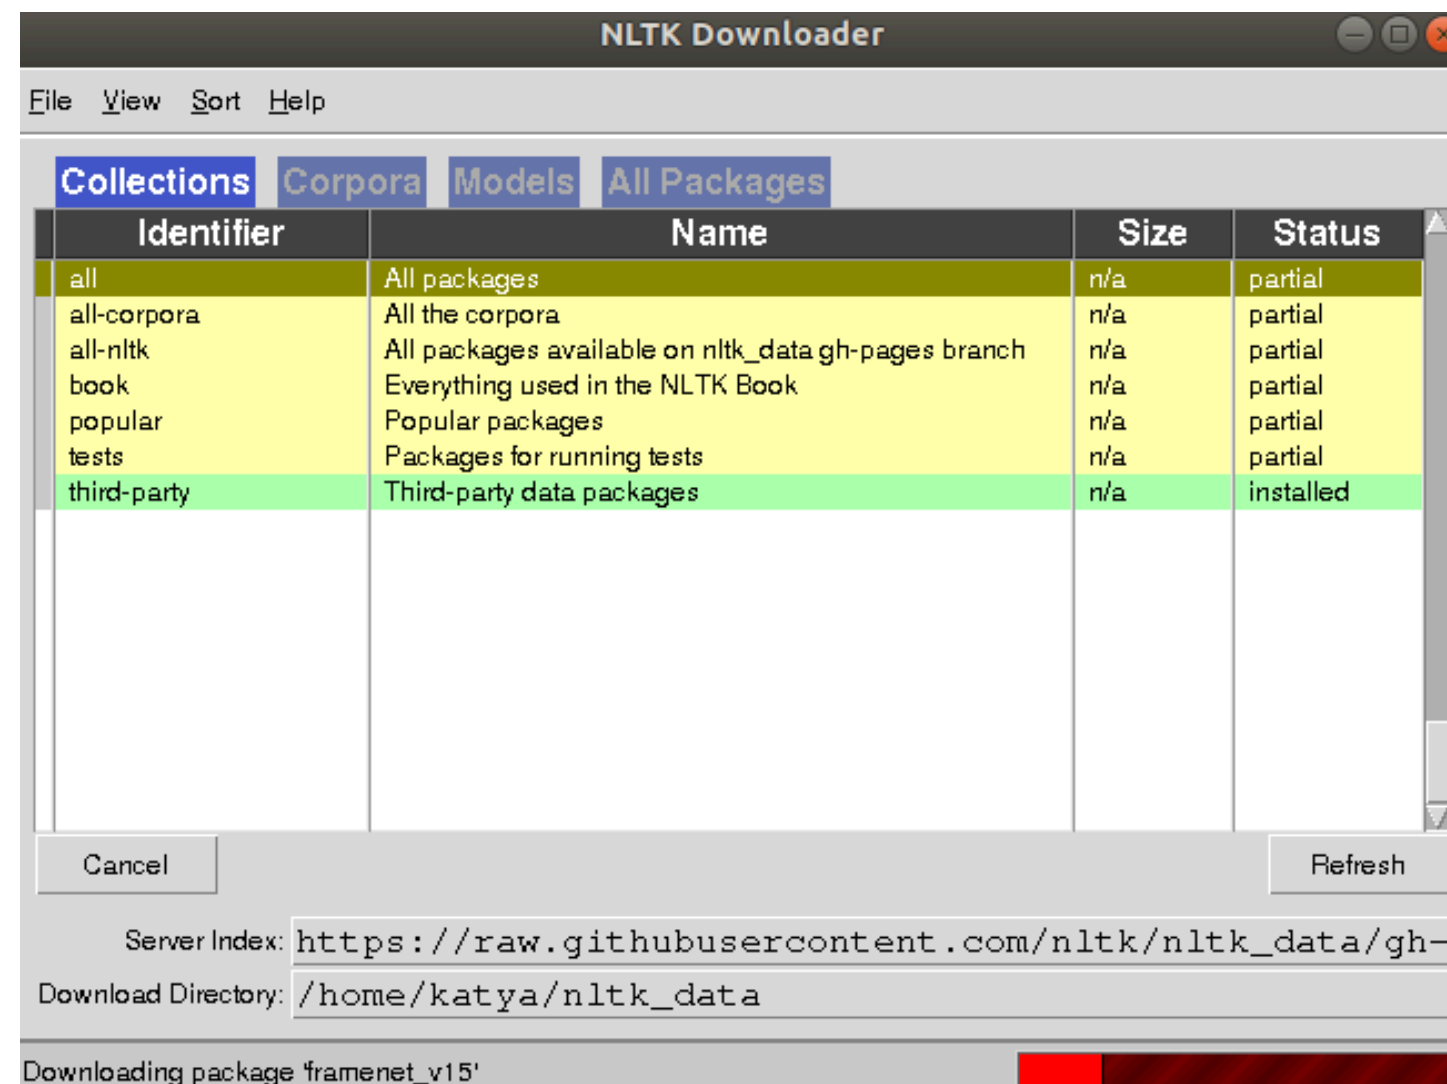 NLTK Downloader
File View Sort Help
Collections Corpora Models All Packages
Identifier Name Size Status
all All packages n/a partial
all-corpora All the corpora n/a partial
all-nltk All packages available on nltk_data gh-pages branch n/a partial
book Everything used in the NLTK Book n/a partial
popular Popular packages n/a partial
tests Packages for running tests n/a partial
third-party Third-party data packages n/a installed
Cancel Refresh
Server Index: https://raw.githubusercontent.com/nltk/nltk_data/gh-
Download Directory: /home/katya/nltk_data
Downloading package 'framenet_v15'